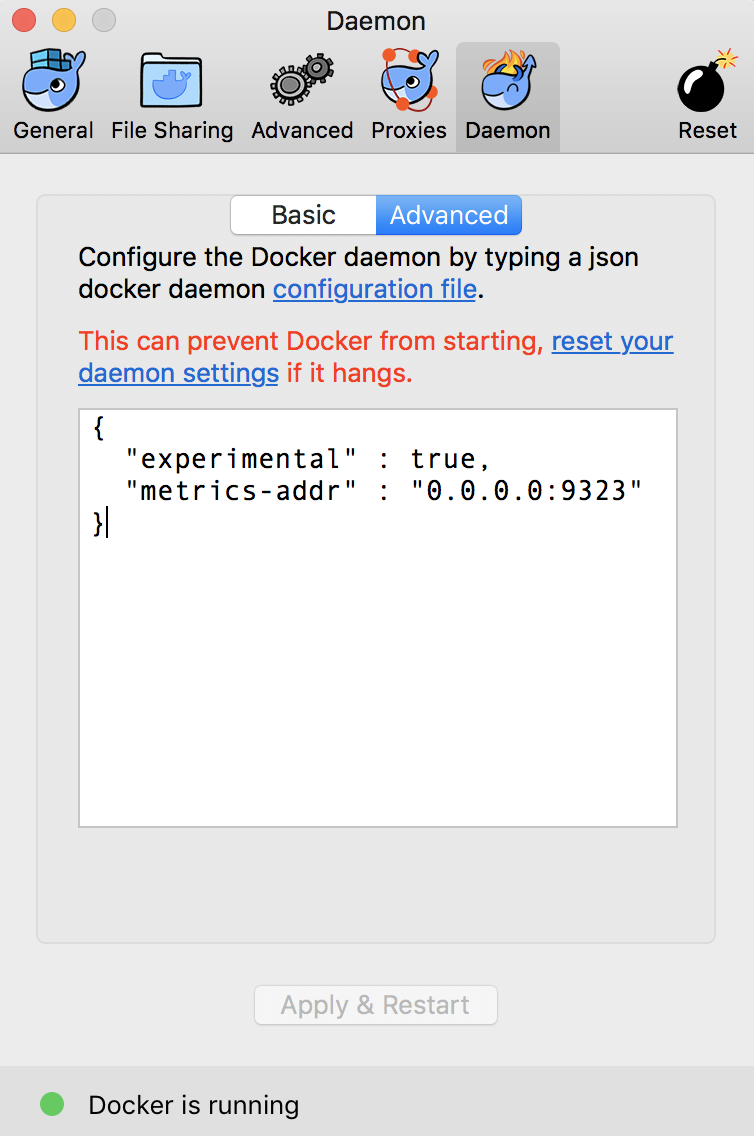 Daemon
General File Sharing Advanced Proxies Daemon Reset
Basic Advanced
Configure the Docker daemon by typing a json
docker daemon configuration file.
This can prevent Docker from starting, reset your
daemon settings if it hangs.
{
  "experimental" : true,
  "metrics-addr" : "0.0.0.0:9323"
}
Apply & Restart
Docker is running